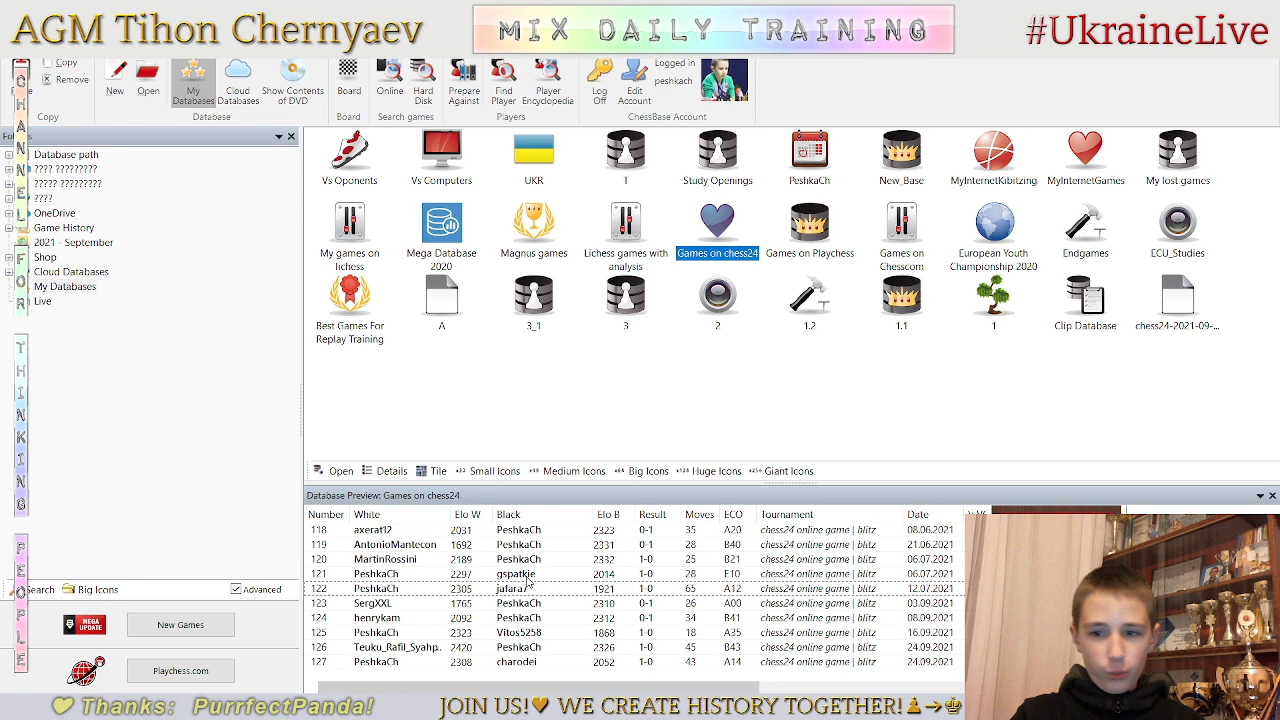 AGM Tihon Chernyaev
MIX DAILY TRAINING
#UkraineLive
Copy
Remove
Copy
New
Open
My Databases
Cloud Databases
Show Contents of DVD
Database
Board
Board
Online
Hard Disk
Search games
Prepare Against
Find Player
Player Encyclopedia
Players
Log Off
Edit Account
Logged in
peshkach
ChessBase Account
CHANNEL FOR THINKING PEOPLE
Database path
???? ?????????
????? ?????????
????
OneDrive
Game History
2021 - September
Shop
Cloud Databases
My Databases
Live
Vs Oponents
Vs Computers
UKR
T
Study Openings
PeshkaCh
New_Base
MyInternetKibitzing
MyInternetGames
My lost games
My games on lichess
Mega Database 2020
Magnus games
Lichess games with analysis
Games on chess24
Games on Playchess
Games on Chesscom
European Youth Championship 2020
Endgames
ECU_Studies
Best Games For Replay Training
A
3_1
3
2
1.2
1.1
1
Clip Database
chess24-2021-09-...
Open Details Tile Small Icons Medium Icons Big Icons Huge Icons Giant Icons
Database Preview: Games on chess24
Number White Elo W Black Elo B Result Moves ECO Tournament Date
118 axerat12 2031 PeshkaCh 2323 0-1 35 A20 chess24 online game | blitz 08.06.2021
119 AntonioMantecon 1692 PeshkaCh 2331 0-1 28 B40 chess24 online game | blitz 21.06.2021
120 MartinRossini 2189 PeshkaCh 2332 1-0 25 B21 chess24 online game | blitz 06.07.2021
121 PeshkaCh 2297 2014 1-0 28 E10 chess24 online game | blitz 06.07.2021
122 PeshkaCh 2305 jafara7 1921 1-0 65 A12 chess24 online game | blitz 12.07.2021
123 SergXXL 1765 PeshkaCh 2310 0-1 26 A00 chess24 online game | blitz 03.09.2021
124 henrykam 2092 PeshkaCh 2312 0-1 34 B41 chess24 online game | blitz 08.09.2021
125 PeshkaCh 2323 Vitos5258 1868 1-0 18 A35 chess24 online game | blitz 16.09.2021
126 Teuku_Rafil_Syahp.. 2420 PeshkaCh 2326 1-0 45 B43 chess24 online game | blitz 24.09.2021
127 PeshkaCh 2308 charodei 2052 1-0 43 A14 chess24 online game | blitz 24.09.2021
Search Big Icons Advanced
MEGA UPDATE
New Games
Playchess.com
Thanks: PurrfectPanda!
JOIN US! WE CREATE HISTORY TOGETHER!